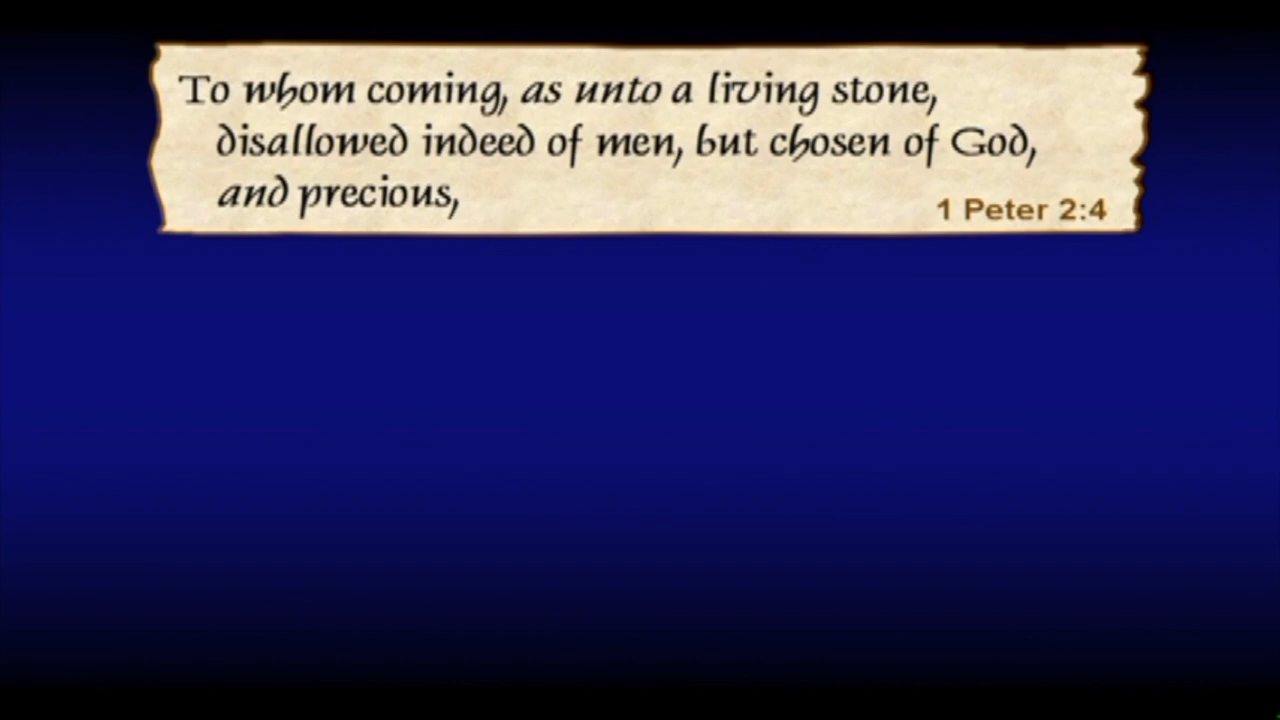 To whom coming, as unto a living stone,
disallowed indeed of men, but chosen of God,
and precious,
1 Peter 2:4